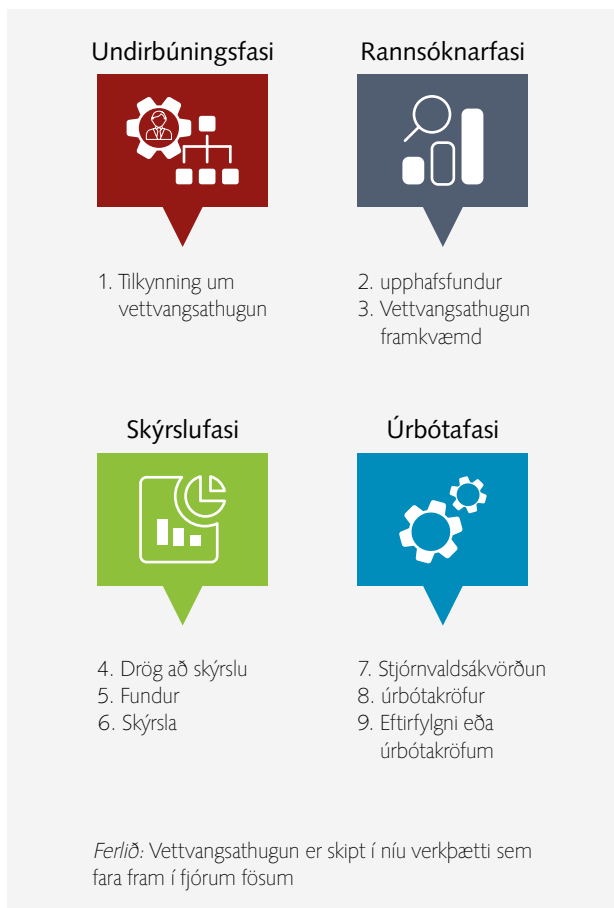 Undirbúningsfasi
1. Tilkynning um
vettvangsathugun
Rannsóknarfasi
2. upphafsfundur
3. Vettvangsathugun
framkvæmd
Skýrslufasi
4. Drög að skýrslu
5. Fundur
6. Skýrsla
Úrbótafasi
7. Stjórnvaldsákvörðun
8. úrbótakröfur
9. Eftirfylgni eða
úrbótakröfum
Ferlið: Vettvangsathugun er skipt í níu verkþætti sem
fara fram í fjórum fösum